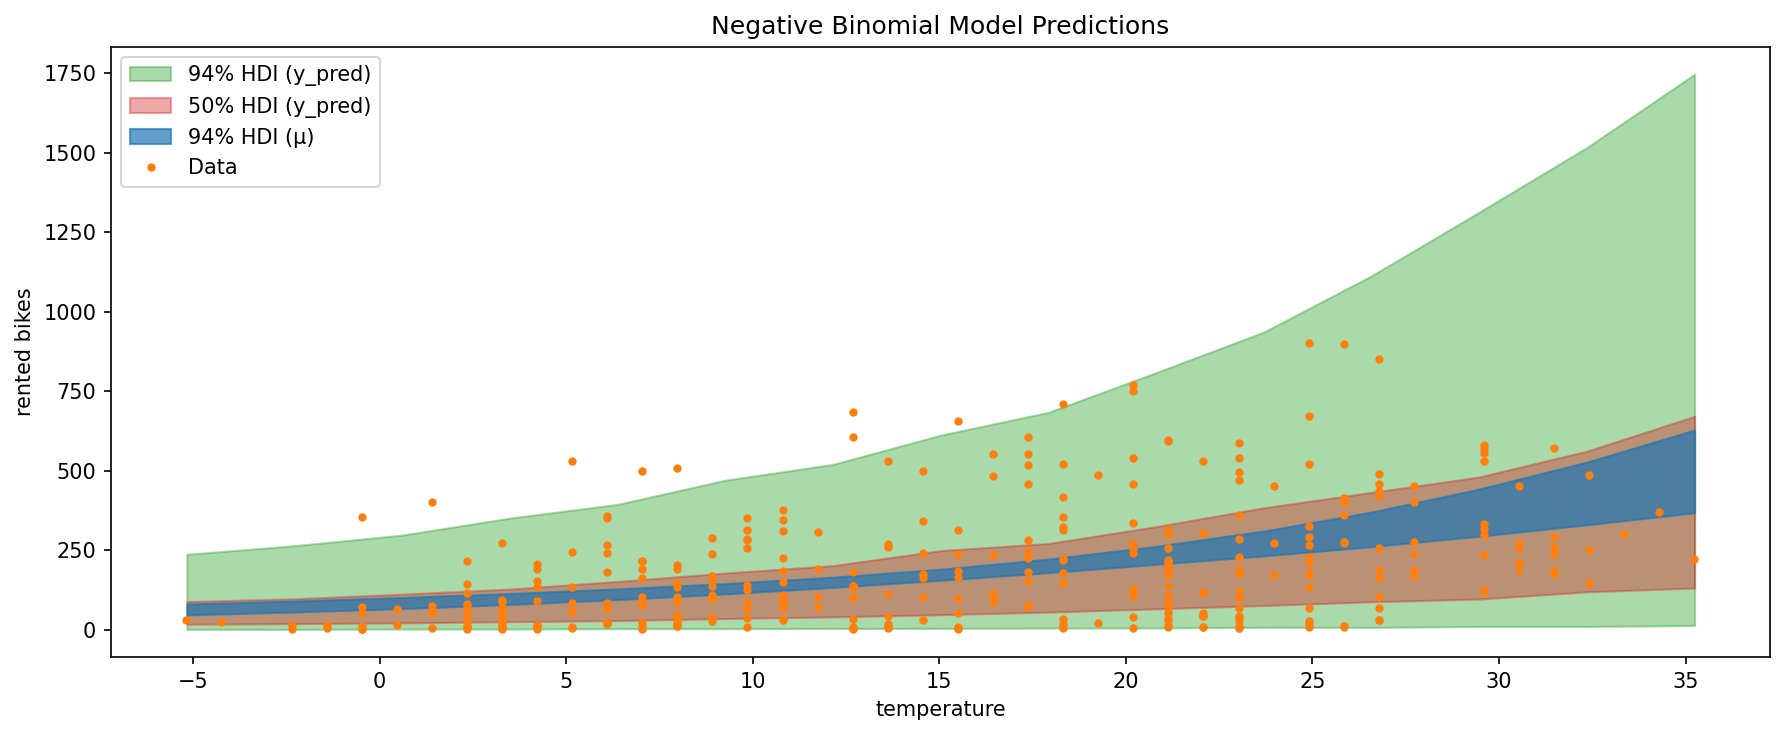 Negative Binomial Model Predictions
94% HDI (y_pred)
50% HDI (y_pred)
94% HDI (μ)
Data
1750
1500
1250
1000
750
500
250
0
rented bikes
−5
0
5
10
15
20
25
30
35
temperature